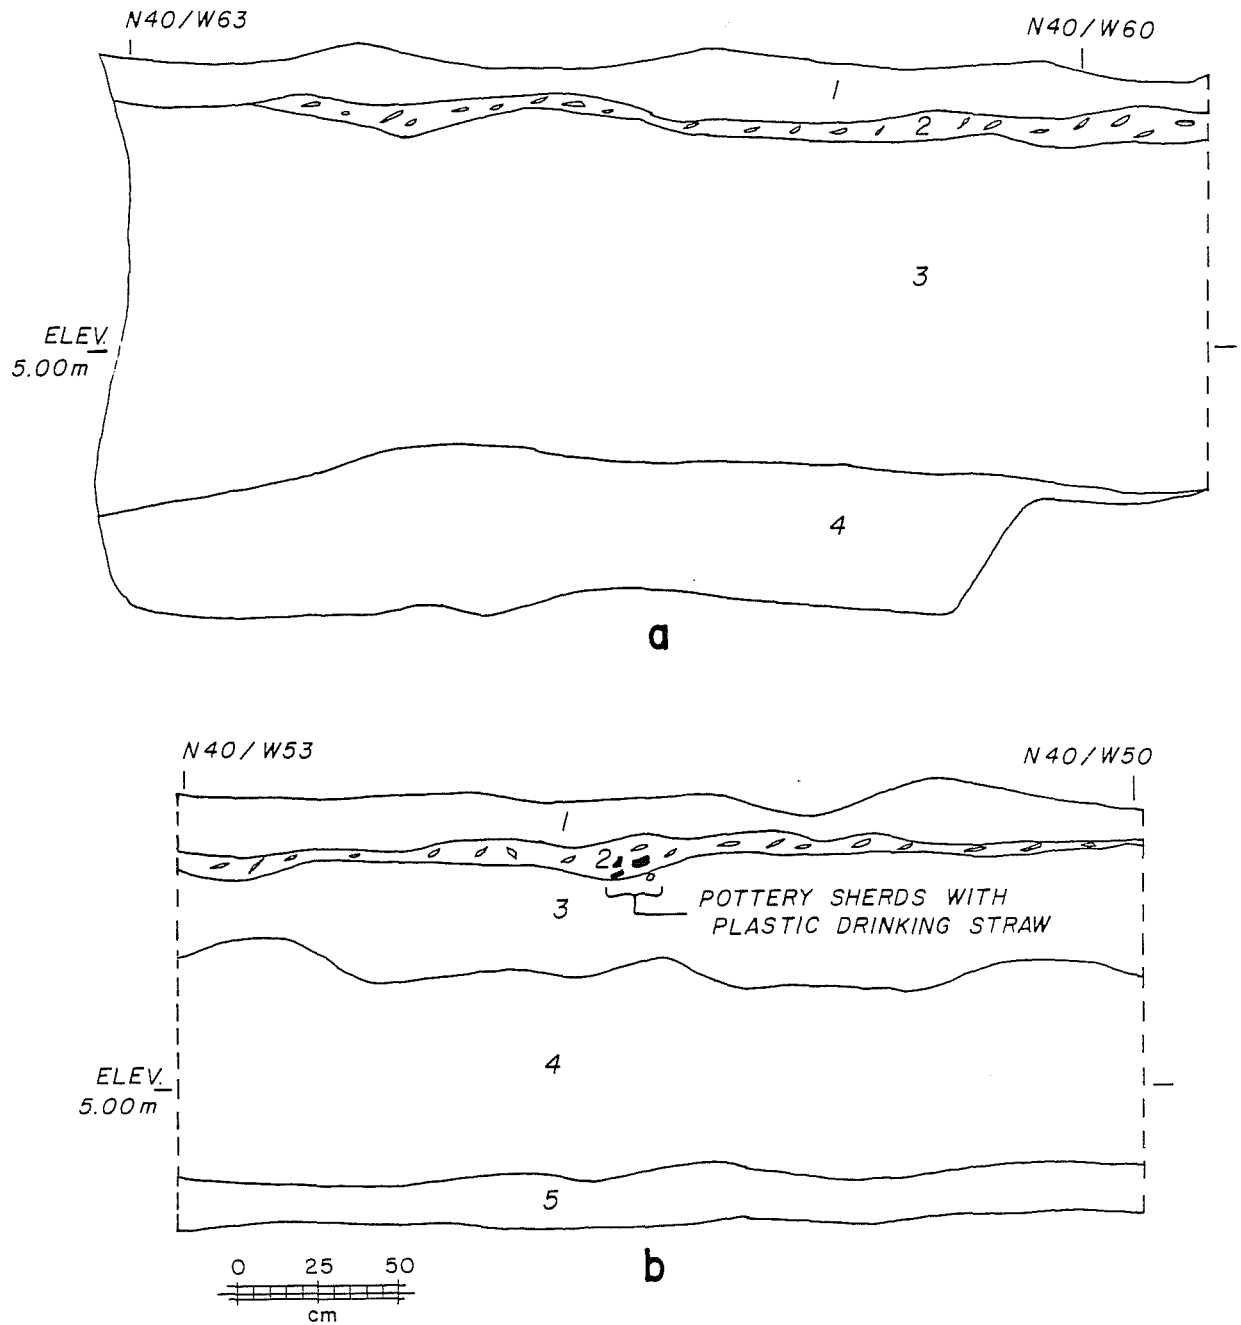 N40/W63
N40/W60
1
2
3
ELEV.
5.00m
4
a
N40/W53
N40/W50
1
2
3
POTTERY SHERDS WITH
PLASTIC DRINKING STRAW
4
ELEV.
5.00m
5
b
0 25 50
cm